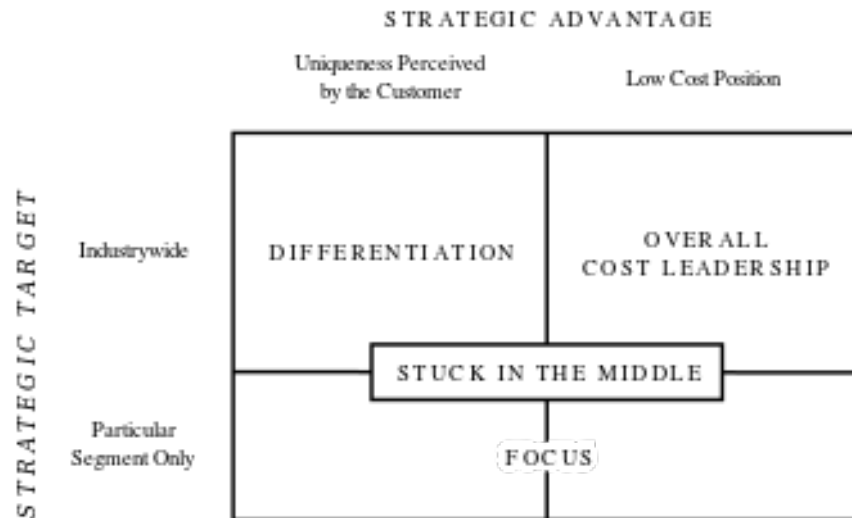 STRATEGIC ADVANTAGE
Uniqueness Perceived
by the Customer
Low Cost Position
STRATEGIC TARGET
Industrywide
DIFFERENTIATION
OVERALL
COST LEADERSHIP
STUCK IN THE MIDDLE
Particular
Segment Only
FOCUS